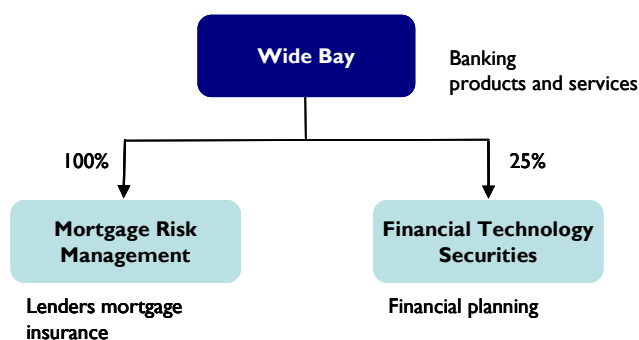 Wide Bay
Banking
products and services
100%
25%
Mortgage Risk
Management
Financial Technology
Securities
Lenders mortgage
insurance
Financial planning